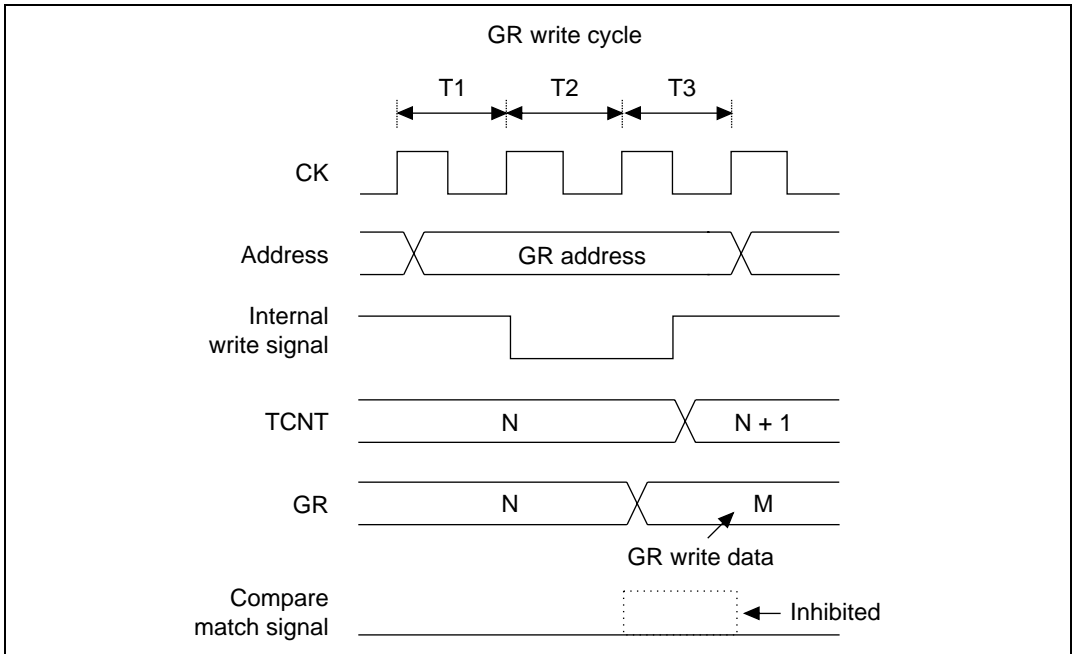 GR write cycle
T1 T2 T3
CK
Address GR address
Internal
write signal
TCNT N N + 1
GR N M
GR write data
Compare
match signal
Inhibited